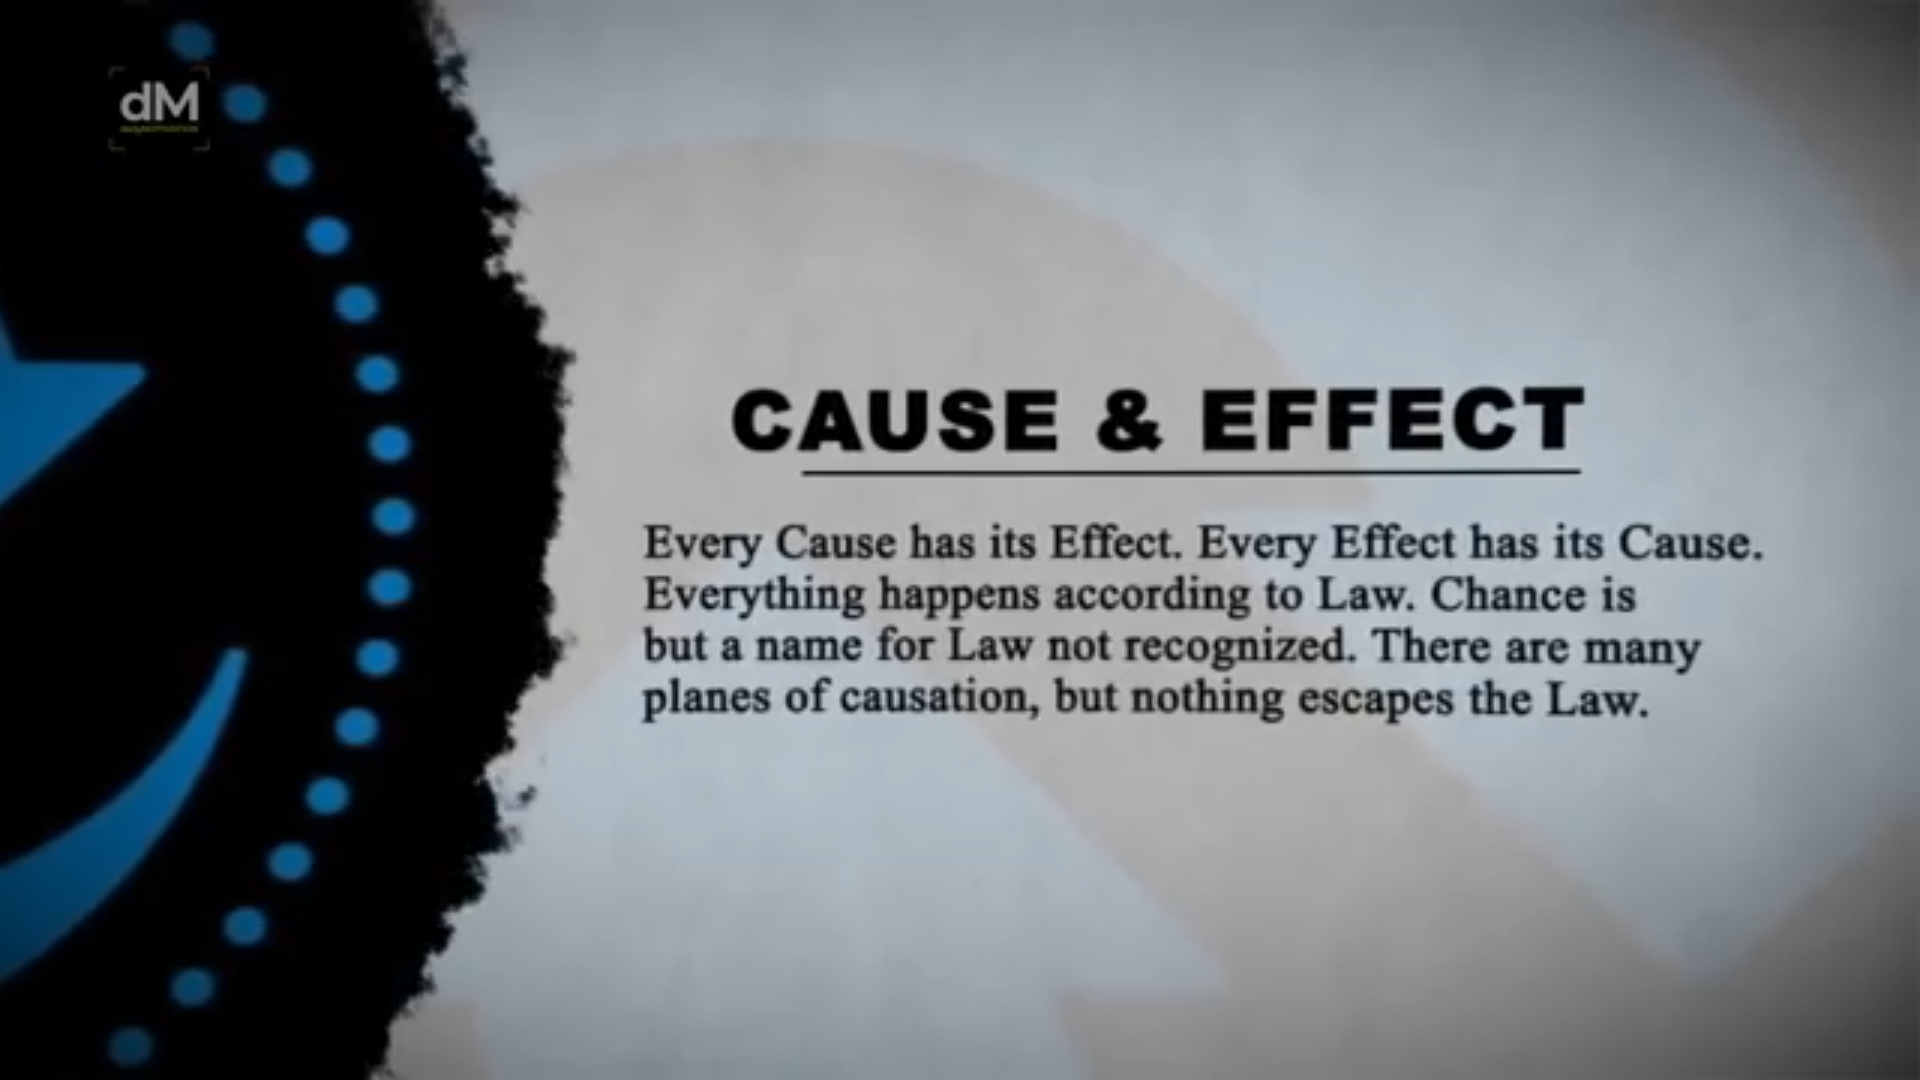 dM
CAUSE & EFFECT
Every Cause has its Effect. Every Effect has its Cause.
Everything happens according to Law. Chance is
but a name for Law not recognized. There are many
planes of causation, but nothing escapes the Law.